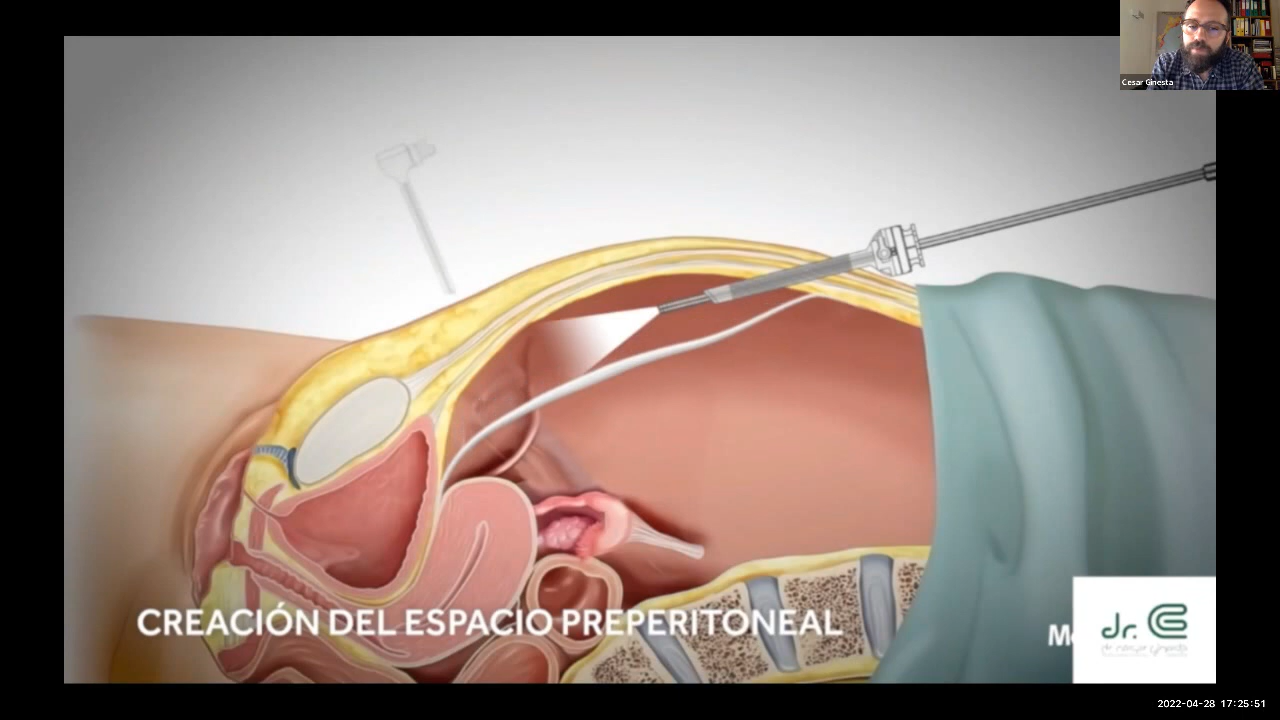 Cesar Ginesta
CREACIÓN DEL ESPACIO PREPERITONEAL
dr.
2022-04-28 17:25:51